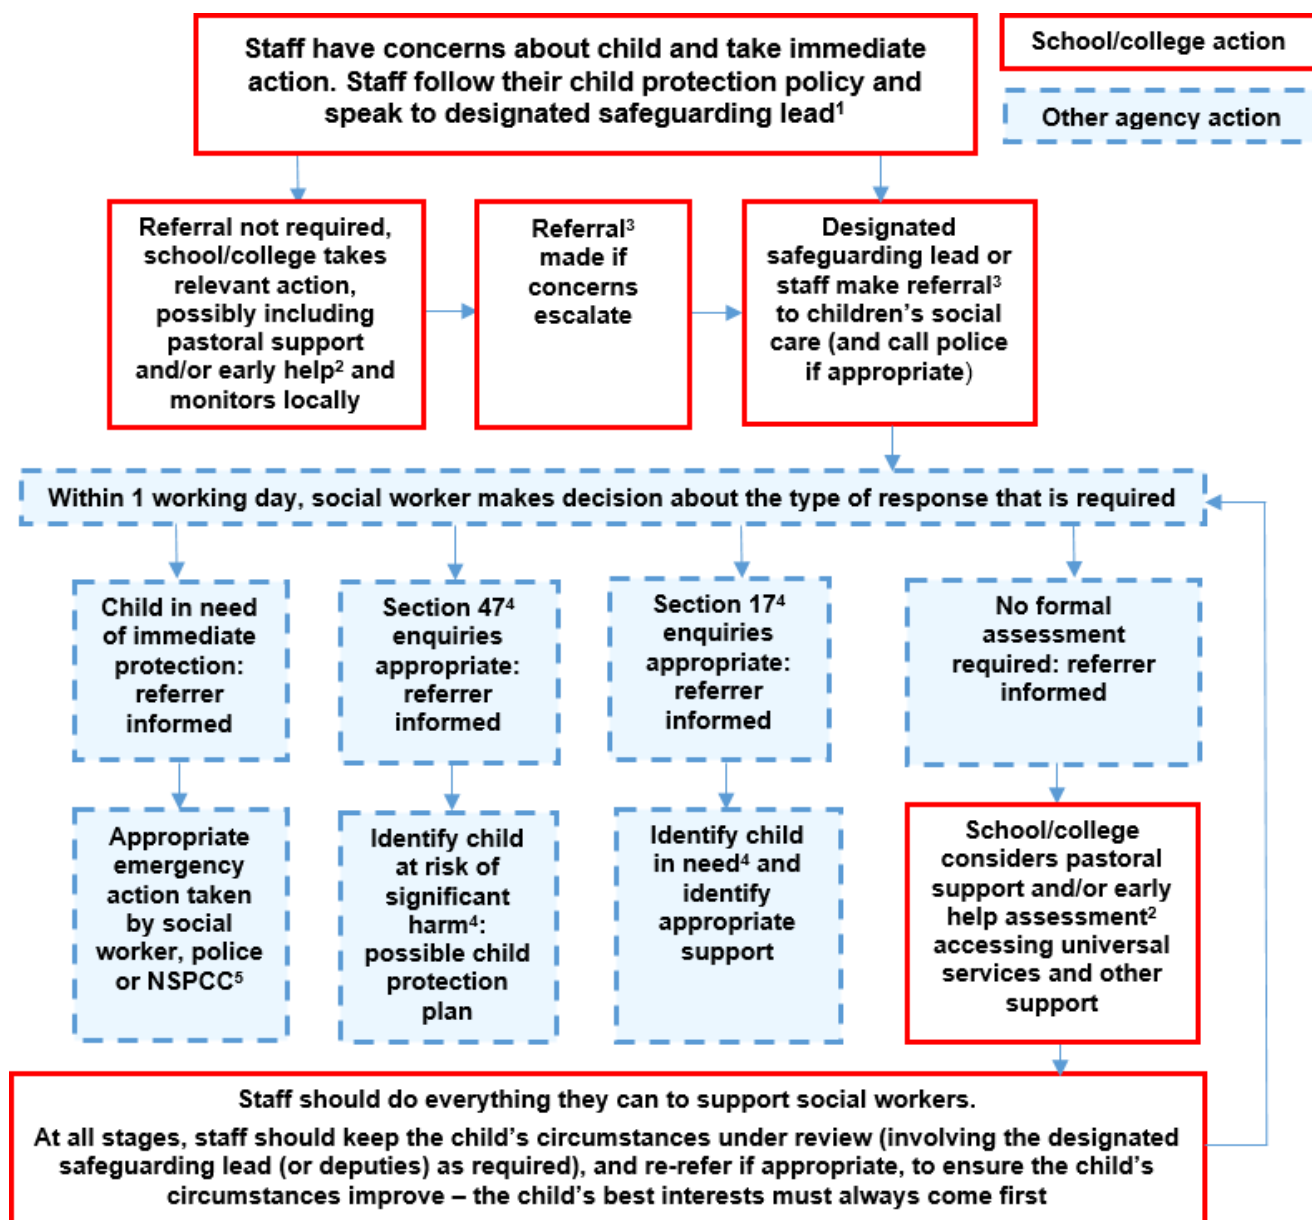 Staff have concerns about child and take immediate
action. Staff follow their child protection policy and
speak to designated safeguarding lead¹
School/college action
Other agency action
Referral not required,
school/college takes
relevant action,
possibly including
pastoral support
and/or early help² and
monitors locally
Referral³
made if
concerns
escalate
Designated
safeguarding lead or
staff make referral³
to children’s social
care (and call police
if appropriate)
Within 1 working day, social worker makes decision about the type of response that is required
Child in need
of immediate
protection:
referrer
informed
Section 47⁴
enquiries
appropriate:
referrer
informed
Section 17⁴
enquiries
appropriate:
referrer
informed
No formal
assessment
required: referrer
informed
Appropriate
emergency
action taken
by social
worker, police
or NSPCC⁵
Identify child
at risk of
significant
harm⁴:
possible child
protection
plan
Identify child
in need⁴ and
identify
appropriate
support
School/college
considers pastoral
support and/or early
help assessment²
accessing universal
services and other
support
Staff should do everything they can to support social workers.
At all stages, staff should keep the child’s circumstances under review (involving the designated
safeguarding lead (or deputies) as required), and re-refer if appropriate, to ensure the child’s
circumstances improve – the child’s best interests must always come first